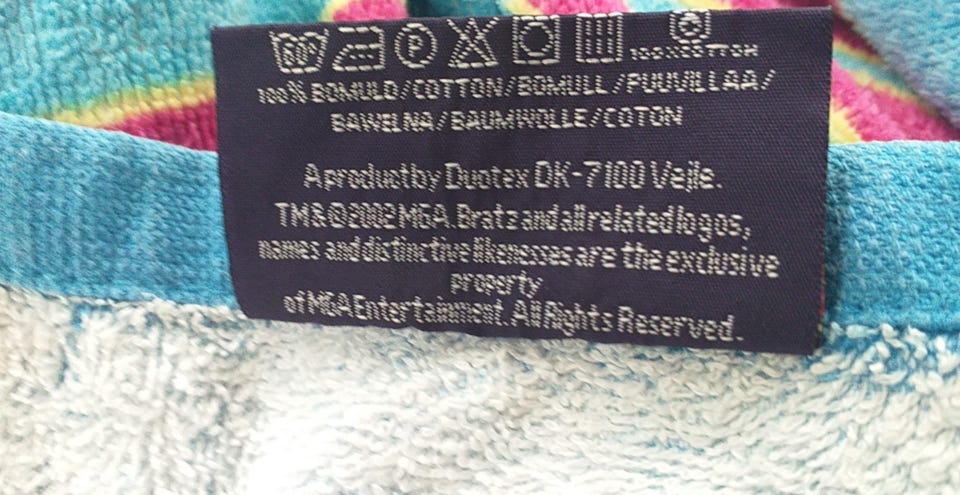 60°
P
100% COTTON
100% BOMULD/COTTON/BOMULL/PUUVILLAA/
BAWELNA/BAUMWOLLE/COTON
A product by Duotex DK-7100 Vejle.
TM & © 2002 MGA. Bratz and all related logos,
names and distinctive likenesses are the exclusive
property
of MGA Entertainment. All Rights Reserved.